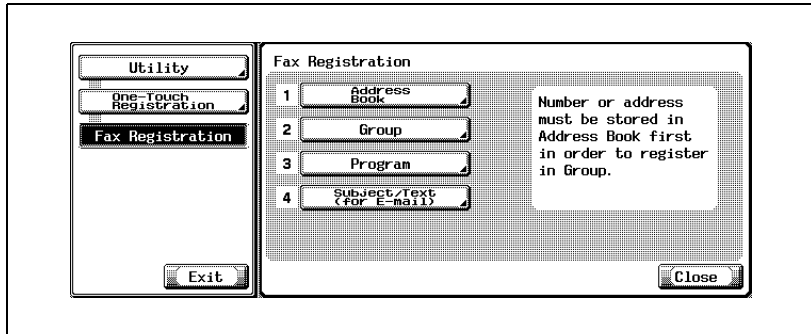 Utility
One-Touch
Registration
Fax Registration
Exit
Fax Registration
1 Address
Book
2 Group
3 Program
4 Subject/Text
(for E-mail)
Number or address
must be stored in
Address Book first
in order to register
in Group.
Close